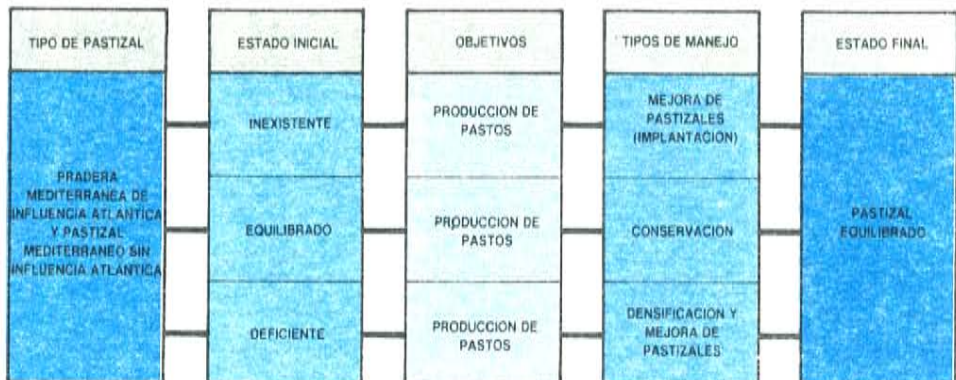 TIPO DE PASTIZAL
ESTADO INICIAL
OBJETIVOS
TIPOS DE MANEJO
ESTADO FINAL
PRADERA
MEDITERRANEA DE
INFLUENCIA ATLANTICA
Y PASTIZAL
MEDITERRANEO SIN
INFLUENCIA ATLANTICA
INEXISTENTE
PRODUCCION DE
PASTOS
MEJORA DE
PASTIZALES
(IMPLANTACION)
EQUILIBRADO
PRODUCCION DE
PASTOS
CONSERVACION
DEFICIENTE
PRODUCCION DE
PASTOS
DENSIFICACION Y
MEJORA DE
PASTIZALES
PASTIZAL
EQUILIBRADO